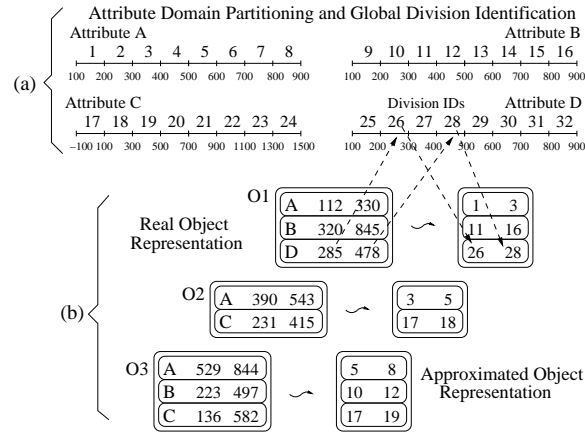 Attribute Domain Partitioning and Global Division Identification
Attribute A Attribute B
1 2 3 4 5 6 7 8 9 10 11 12 13 14 15 16
(a)
100 200 300 400 500 600 700 800 900 100 200 300 400 500 600 700 800 900
Attribute C Division IDs Attribute D
17 18 19 20 21 22 23 24 25 26 27 28 29 30 31 32
−100 100 300 500 700 900 1100 1300 1500 100 200 300 400 500 600 700 800 900
O1
A 112 330 1 3
Real Object
Representation
B 320 845 11 16
D 285 478 26 28
O2
A 390 543 3 5
C 231 415 17 18
(b)
O3
A 529 844 5 8
B 223 497 10 12
C 136 582 17 19
Approximated Object
Representation